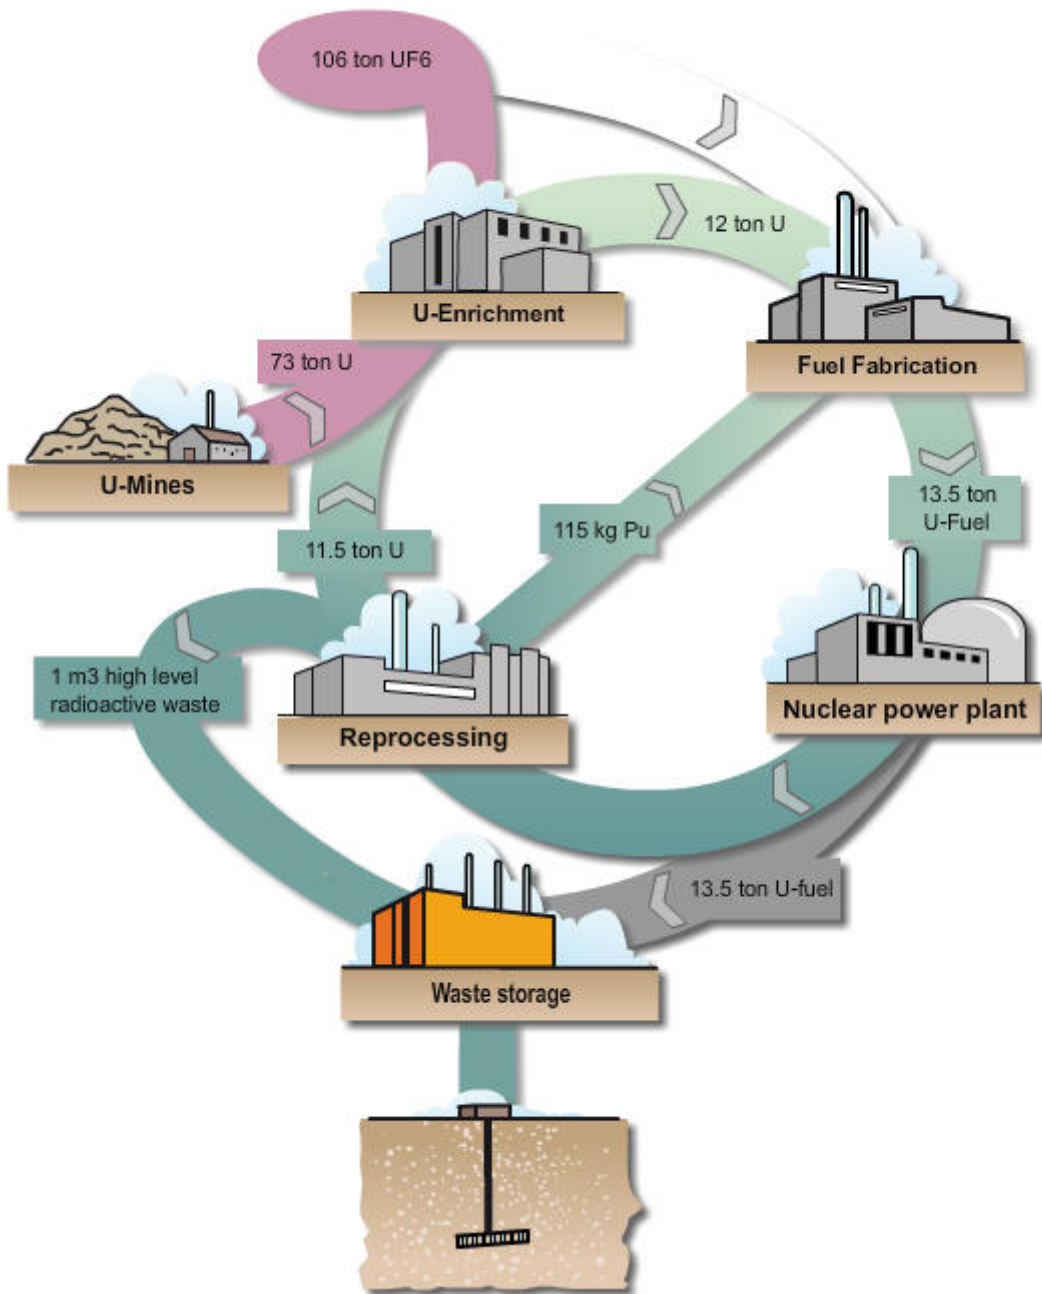 106 ton UF6
12 ton U
U-Enrichment
73 ton U
Fuel Fabrication
U-Mines
13.5 ton
U-Fuel
115 kg Pu
11.5 ton U
1 m3 high level
radioactive waste
Nuclear power plant
Reprocessing
13.5 ton U-fuel
Waste storage